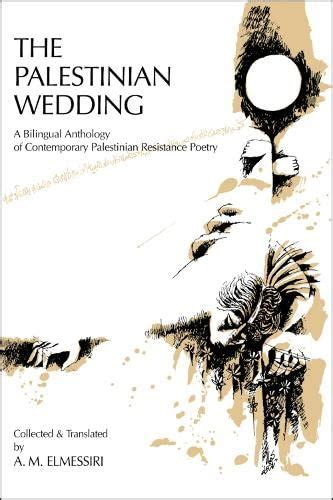 THE
PALESTINIAN
WEDDING
A Bilingual Anthology
of Contemporary Palestinian Resistance Poetry
Collected & Translated
by
A. M. ELMESSIRI